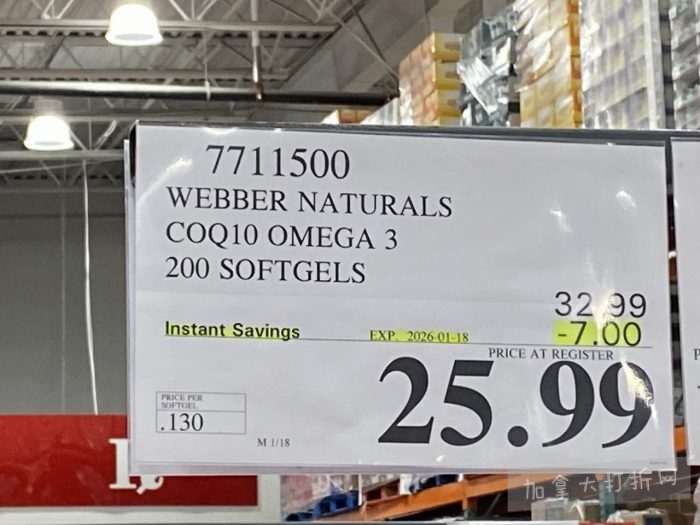 7711500
WEBBER NATURALS
COQ10 OMEGA 3
200 SOFTGELS
32.99
Instant Savings EXP. 2026-01-18 -7.00
PRICE AT REGISTER
25.99
PRICE PER
SOFTGEL
.130
M 1/18
加拿大打折网